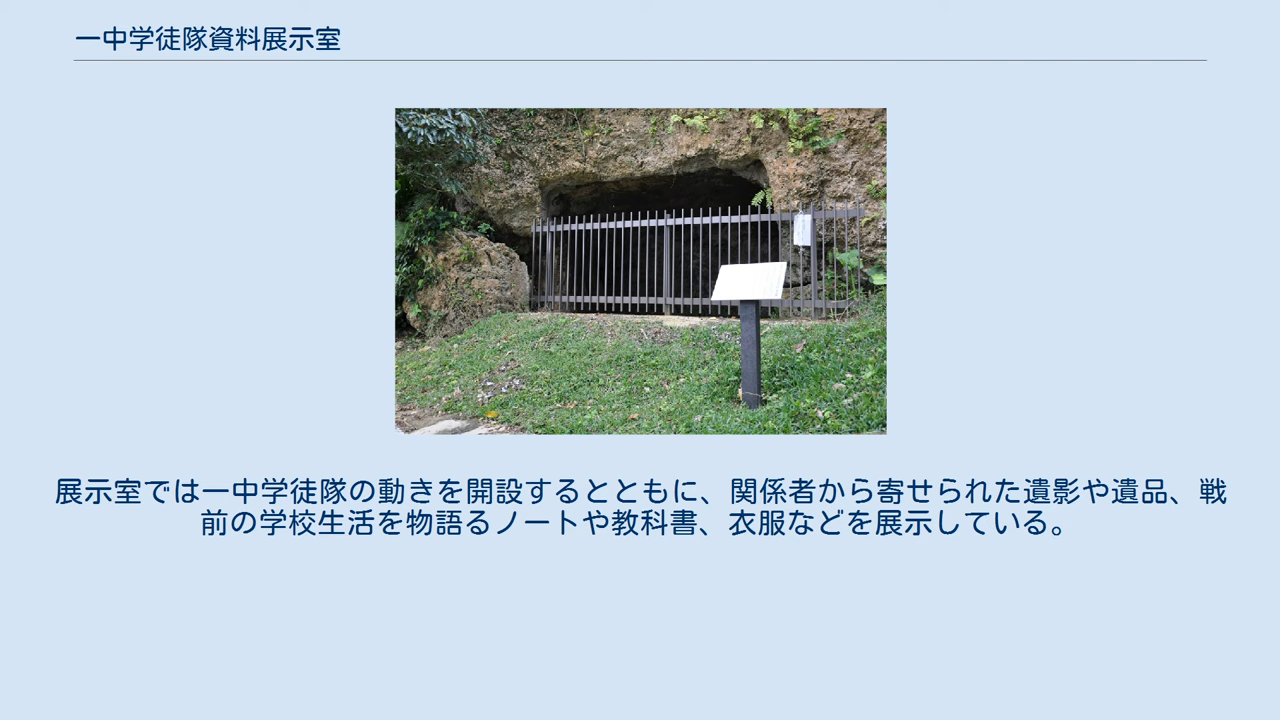 一中学徒隊資料展示室
展示室では一中学徒隊の動きを開設するとともに、関係者から寄せられた遺影や遺品、戦
前の学校生活を物語るノートや教科書、衣服などを展示している。